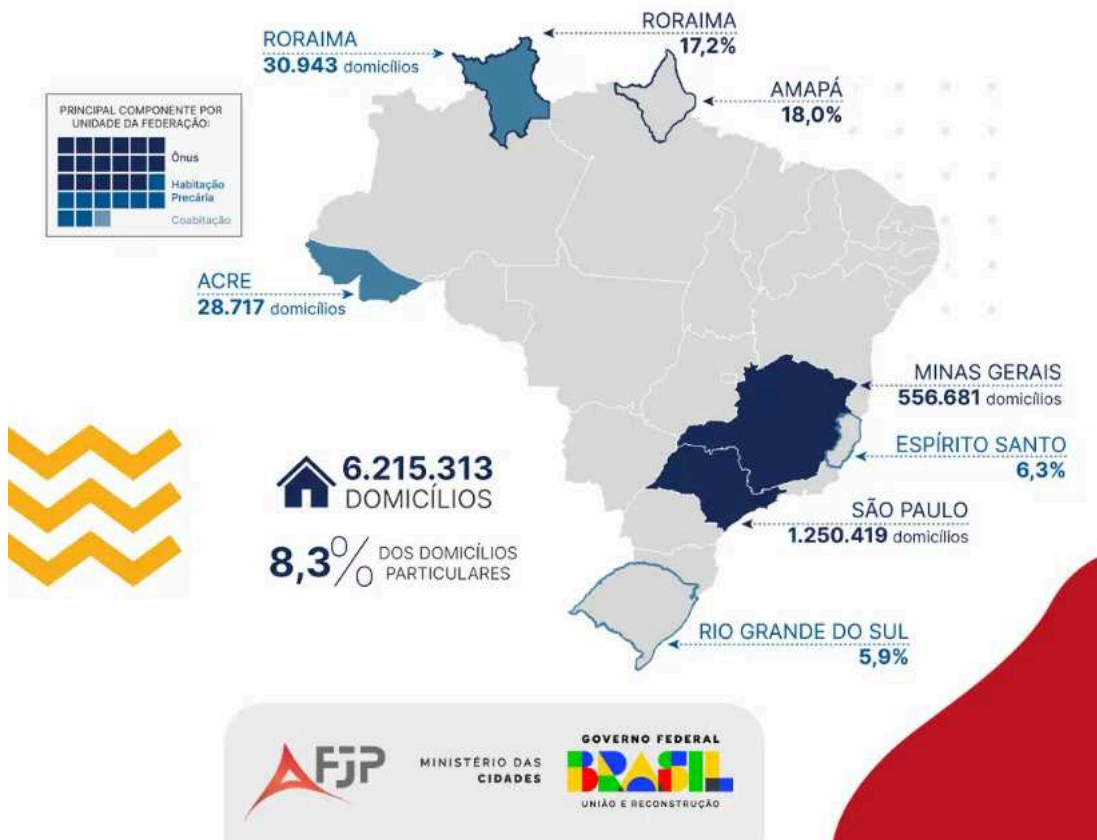 RORAIMA
17,2%
RORAIMA
30.943 domicílios
AMAPÁ
18,0%
PRINCIPAL COMPONENTE POR
UNIDADE DA FEDERAÇÃO:
Ônus
Habitação
Precária
Coabitação
ACRE
28.717 domicílios
MINAS GERAIS
556.681 domicílios
ESPÍRITO SANTO
6,3%
6.215.313
DOMICÍLIOS
SÃO PAULO
1.250.419 domicílios
8,3% DOS DOMICÍLIOS
PARTICULARES
RIO GRANDE DO SUL
5,9%
FJP
MINISTÉRIO DAS
CIDADES
GOVERNO FEDERAL
BRASIL
UNIÃO E RECONSTRUÇÃO